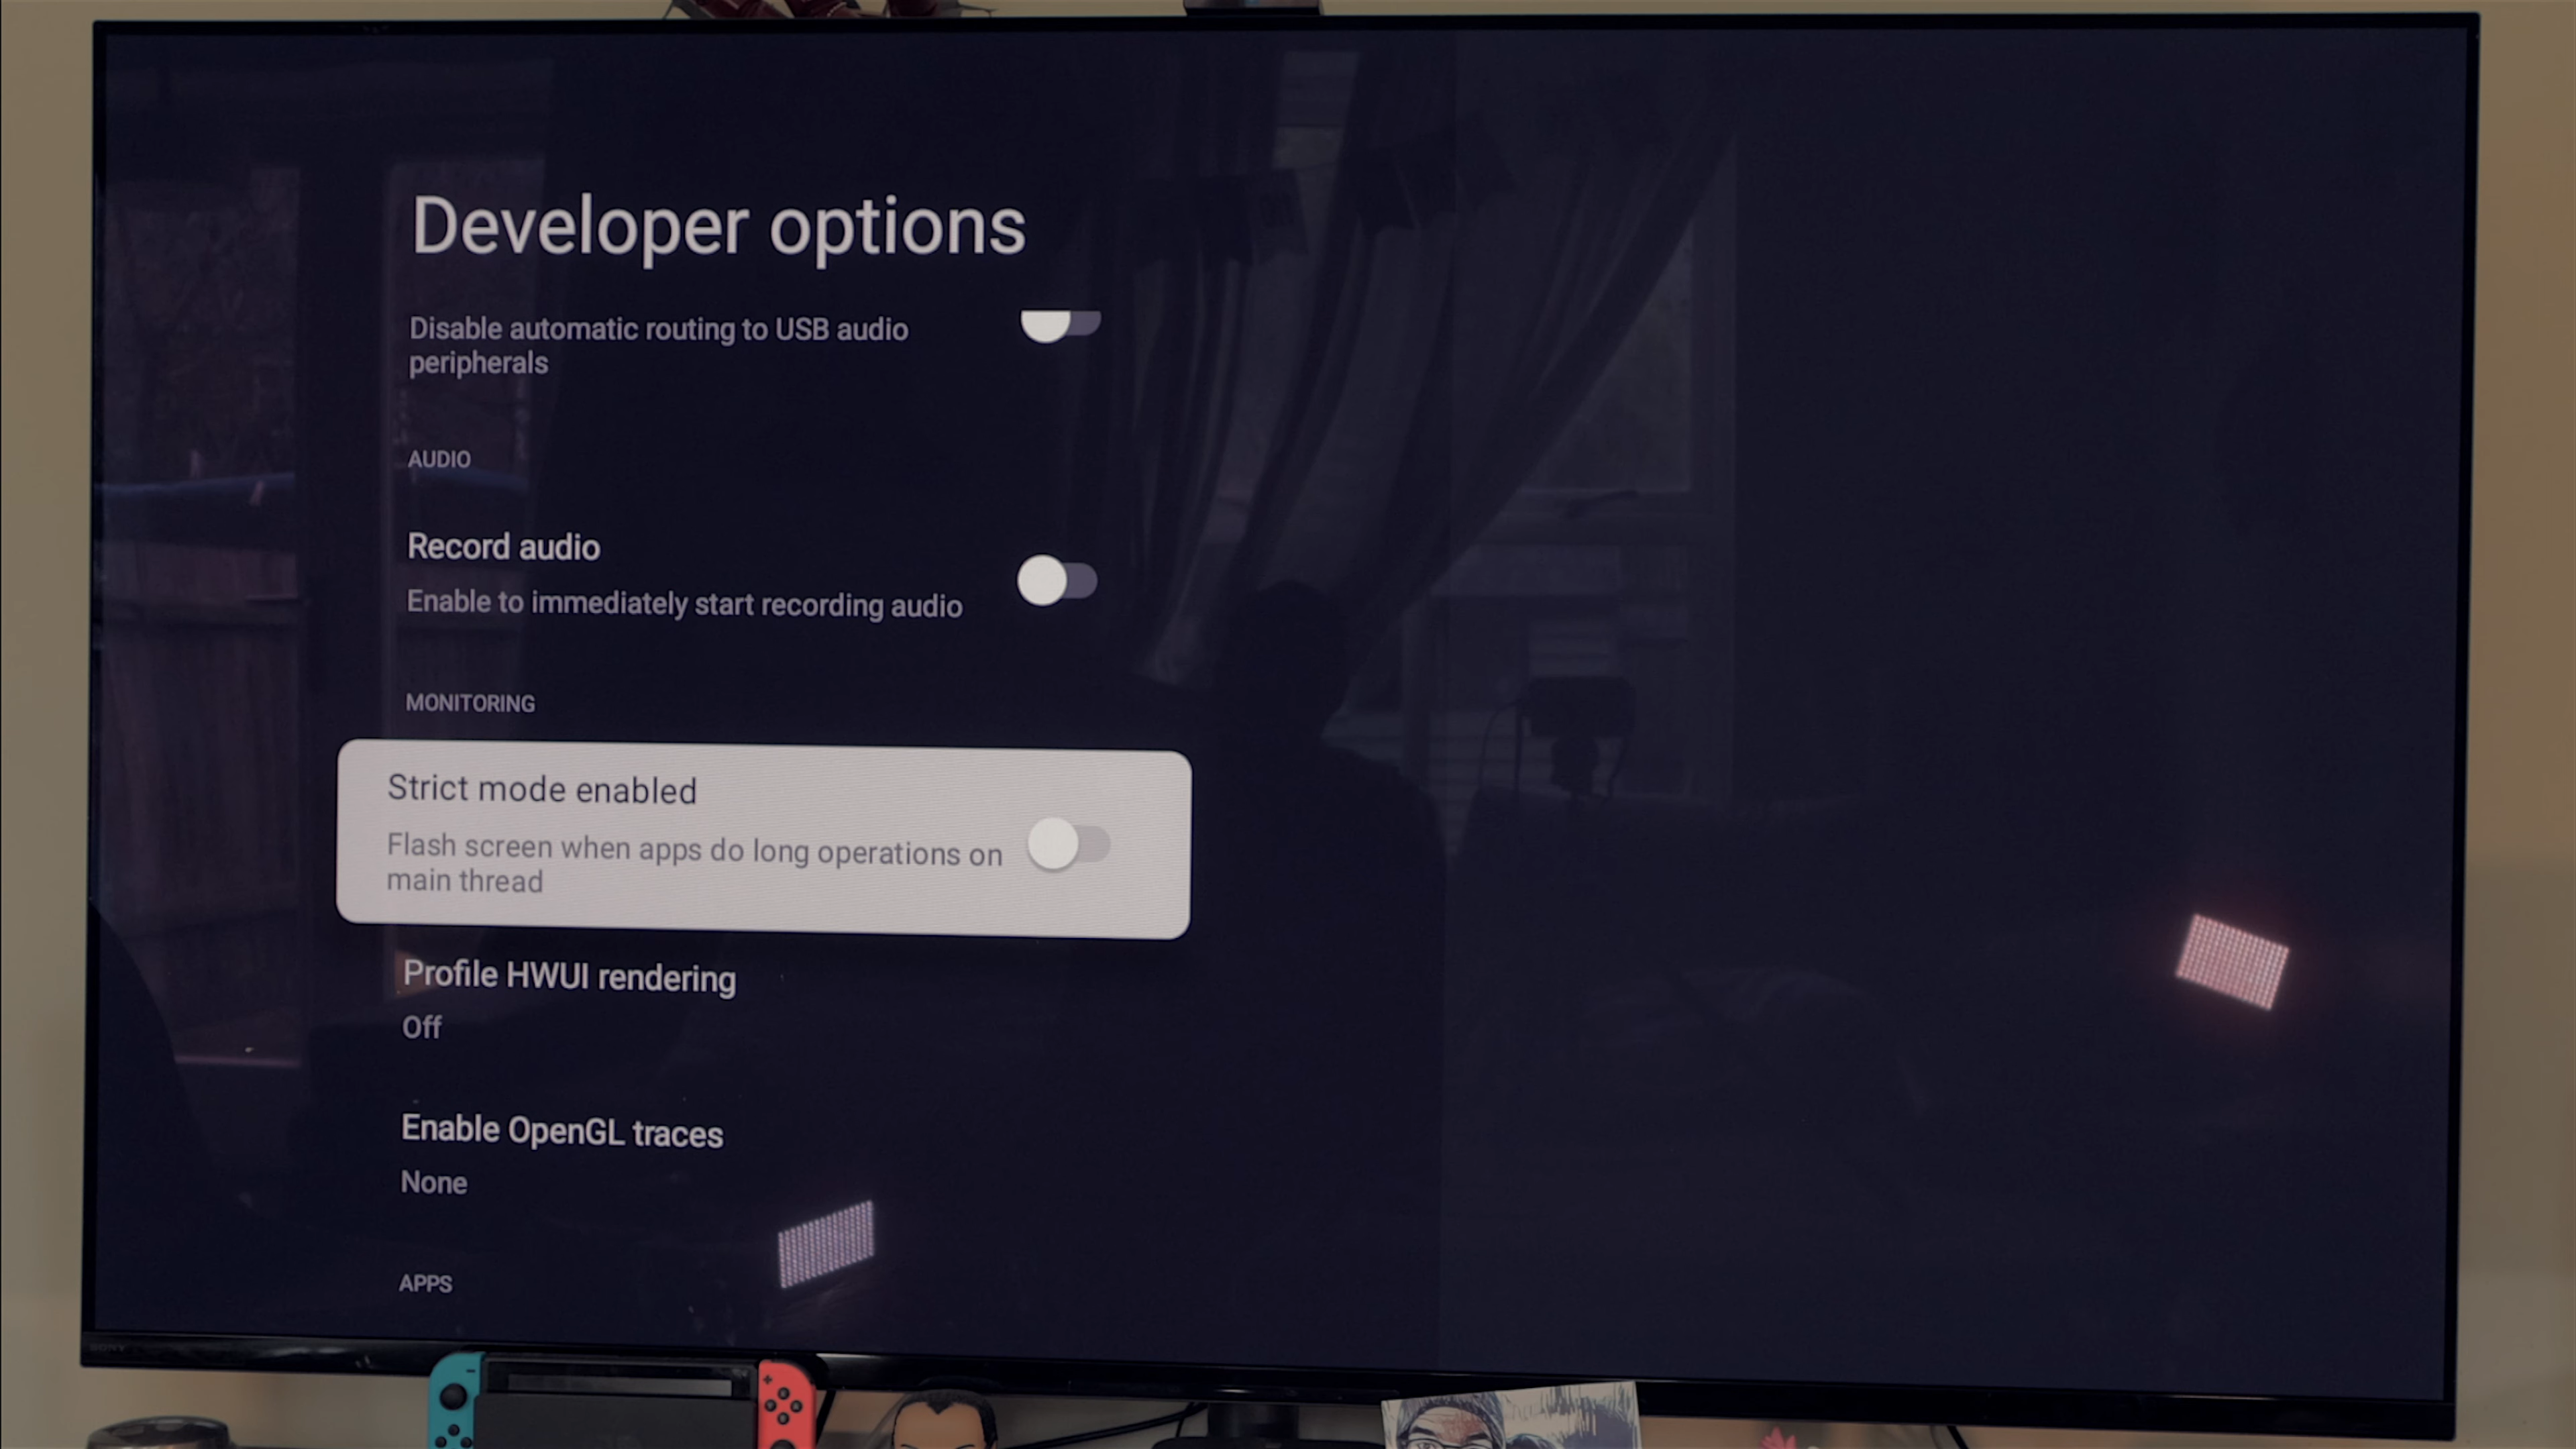 Developer options
Disable automatic routing to USB audio
peripherals
AUDIO
Record audio
Enable to immediately start recording audio
MONITORING
Strict mode enabled
Flash screen when apps do long operations on
main thread
Profile HWUI rendering
Off
Enable OpenGL traces
None
APPS
SONY